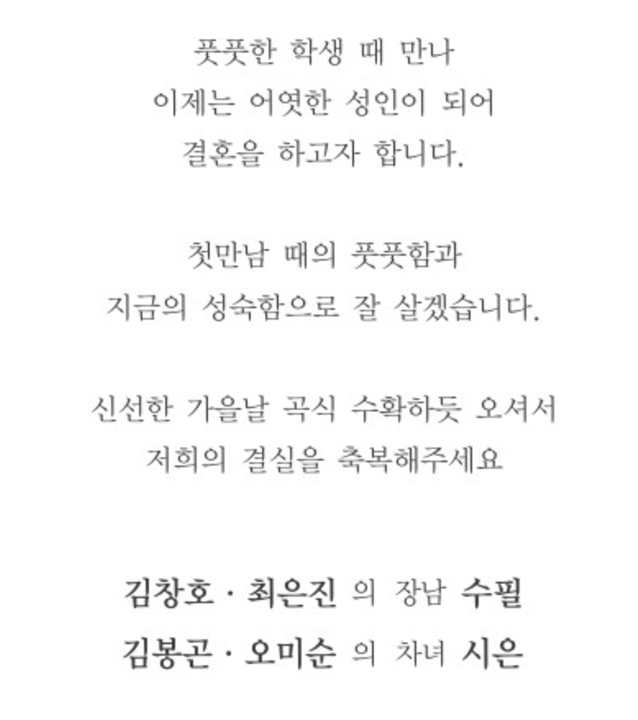 풋풋한 학생 때 만나
이제는 어엿한 성인이 되어
결혼을 하고자 합니다.
첫만남 때의 풋풋함과
지금의 성숙함으로 잘 살겠습니다.
신선한 가을날 곡식 수확하듯 오셔서
저희의 결실을 축복해주세요
김창호 · 최은진 의 장남 수필
김봉곤 · 오미순 의 차녀 시은